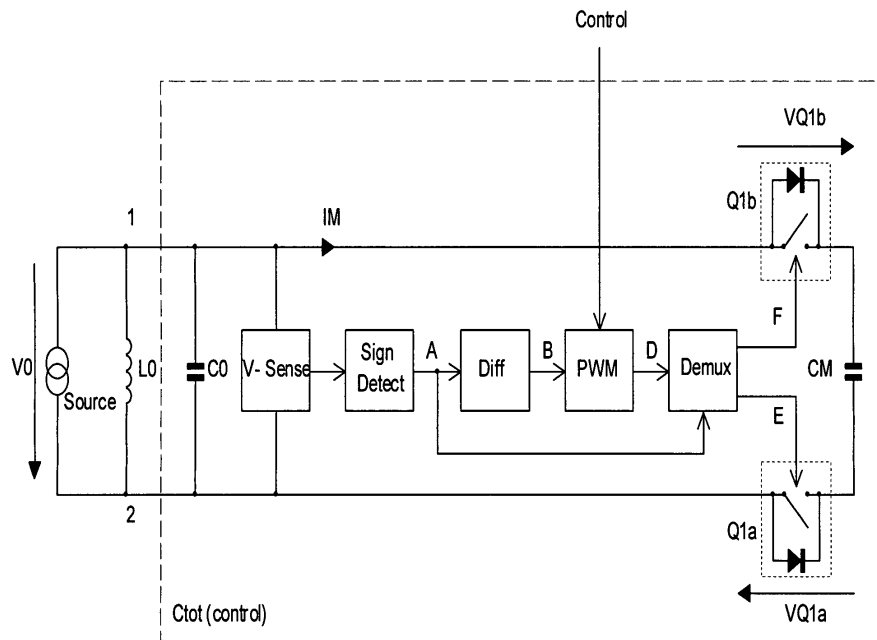 Control
VQ1b
Q1b
1
IM
V0
Source
L0
C0
V- Sense
Sign
Detect
A
Diff
B
PWM
D
Demux
F
E
CM
2
Q1a
VQ1a
Ctot (control)